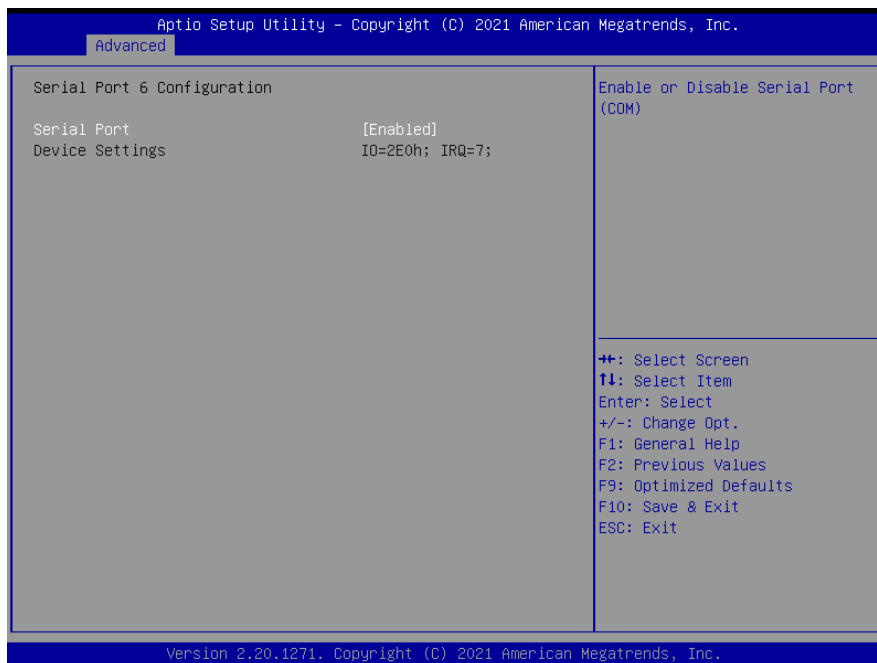 Aptio Setup Utility – Copyright (C) 2021 American Megatrends, Inc.
Advanced
Serial Port 6 Configuration
Serial Port [Enabled]
Device Settings IO=2E0h; IRQ=7;
Enable or Disable Serial Port
(COM)
→←: Select Screen
↑↓: Select Item
Enter: Select
+/-: Change Opt.
F1: General Help
F2: Previous Values
F9: Optimized Defaults
F10: Save & Exit
ESC: Exit
Version 2.20.1271. Copyright (C) 2021 American Megatrends, Inc.